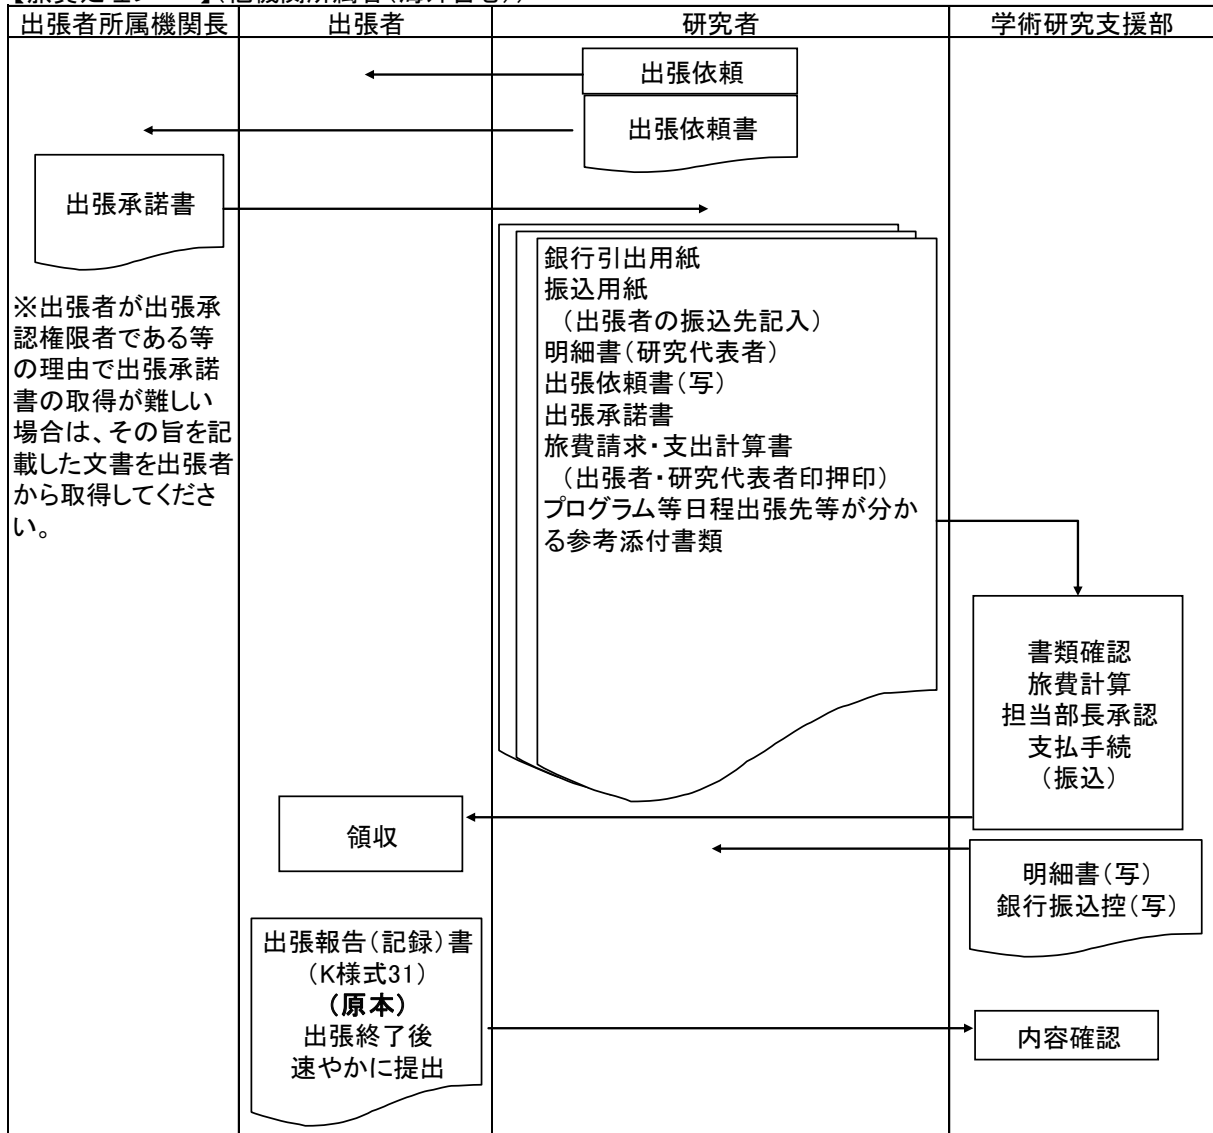 出張者所属機関長
出張者
研究者
学術研究支援部
出張依頼
出張依頼書
出張承諾書
※出張者が出張承
認権限者である等
の理由で出張承諾
書の取得が難しい
場合は、その旨を記
載した文書を出張者
から取得してくださ
い。
銀行引出用紙
振込用紙
（出張者の振込先記入）
明細書（研究代表者）
出張依頼書（写）
出張承諾書
旅費請求・支出計算書
（出張者・研究代表者印押印）
プログラム等日程出張先等が分か
る参考添付書類
書類確認
旅費計算
担当部長承認
支払手続
（振込）
領収
明細書（写）
銀行振込控（写）
出張報告（記録）書
（K様式31）
（原本）
出張終了後
速やかに提出
内容確認